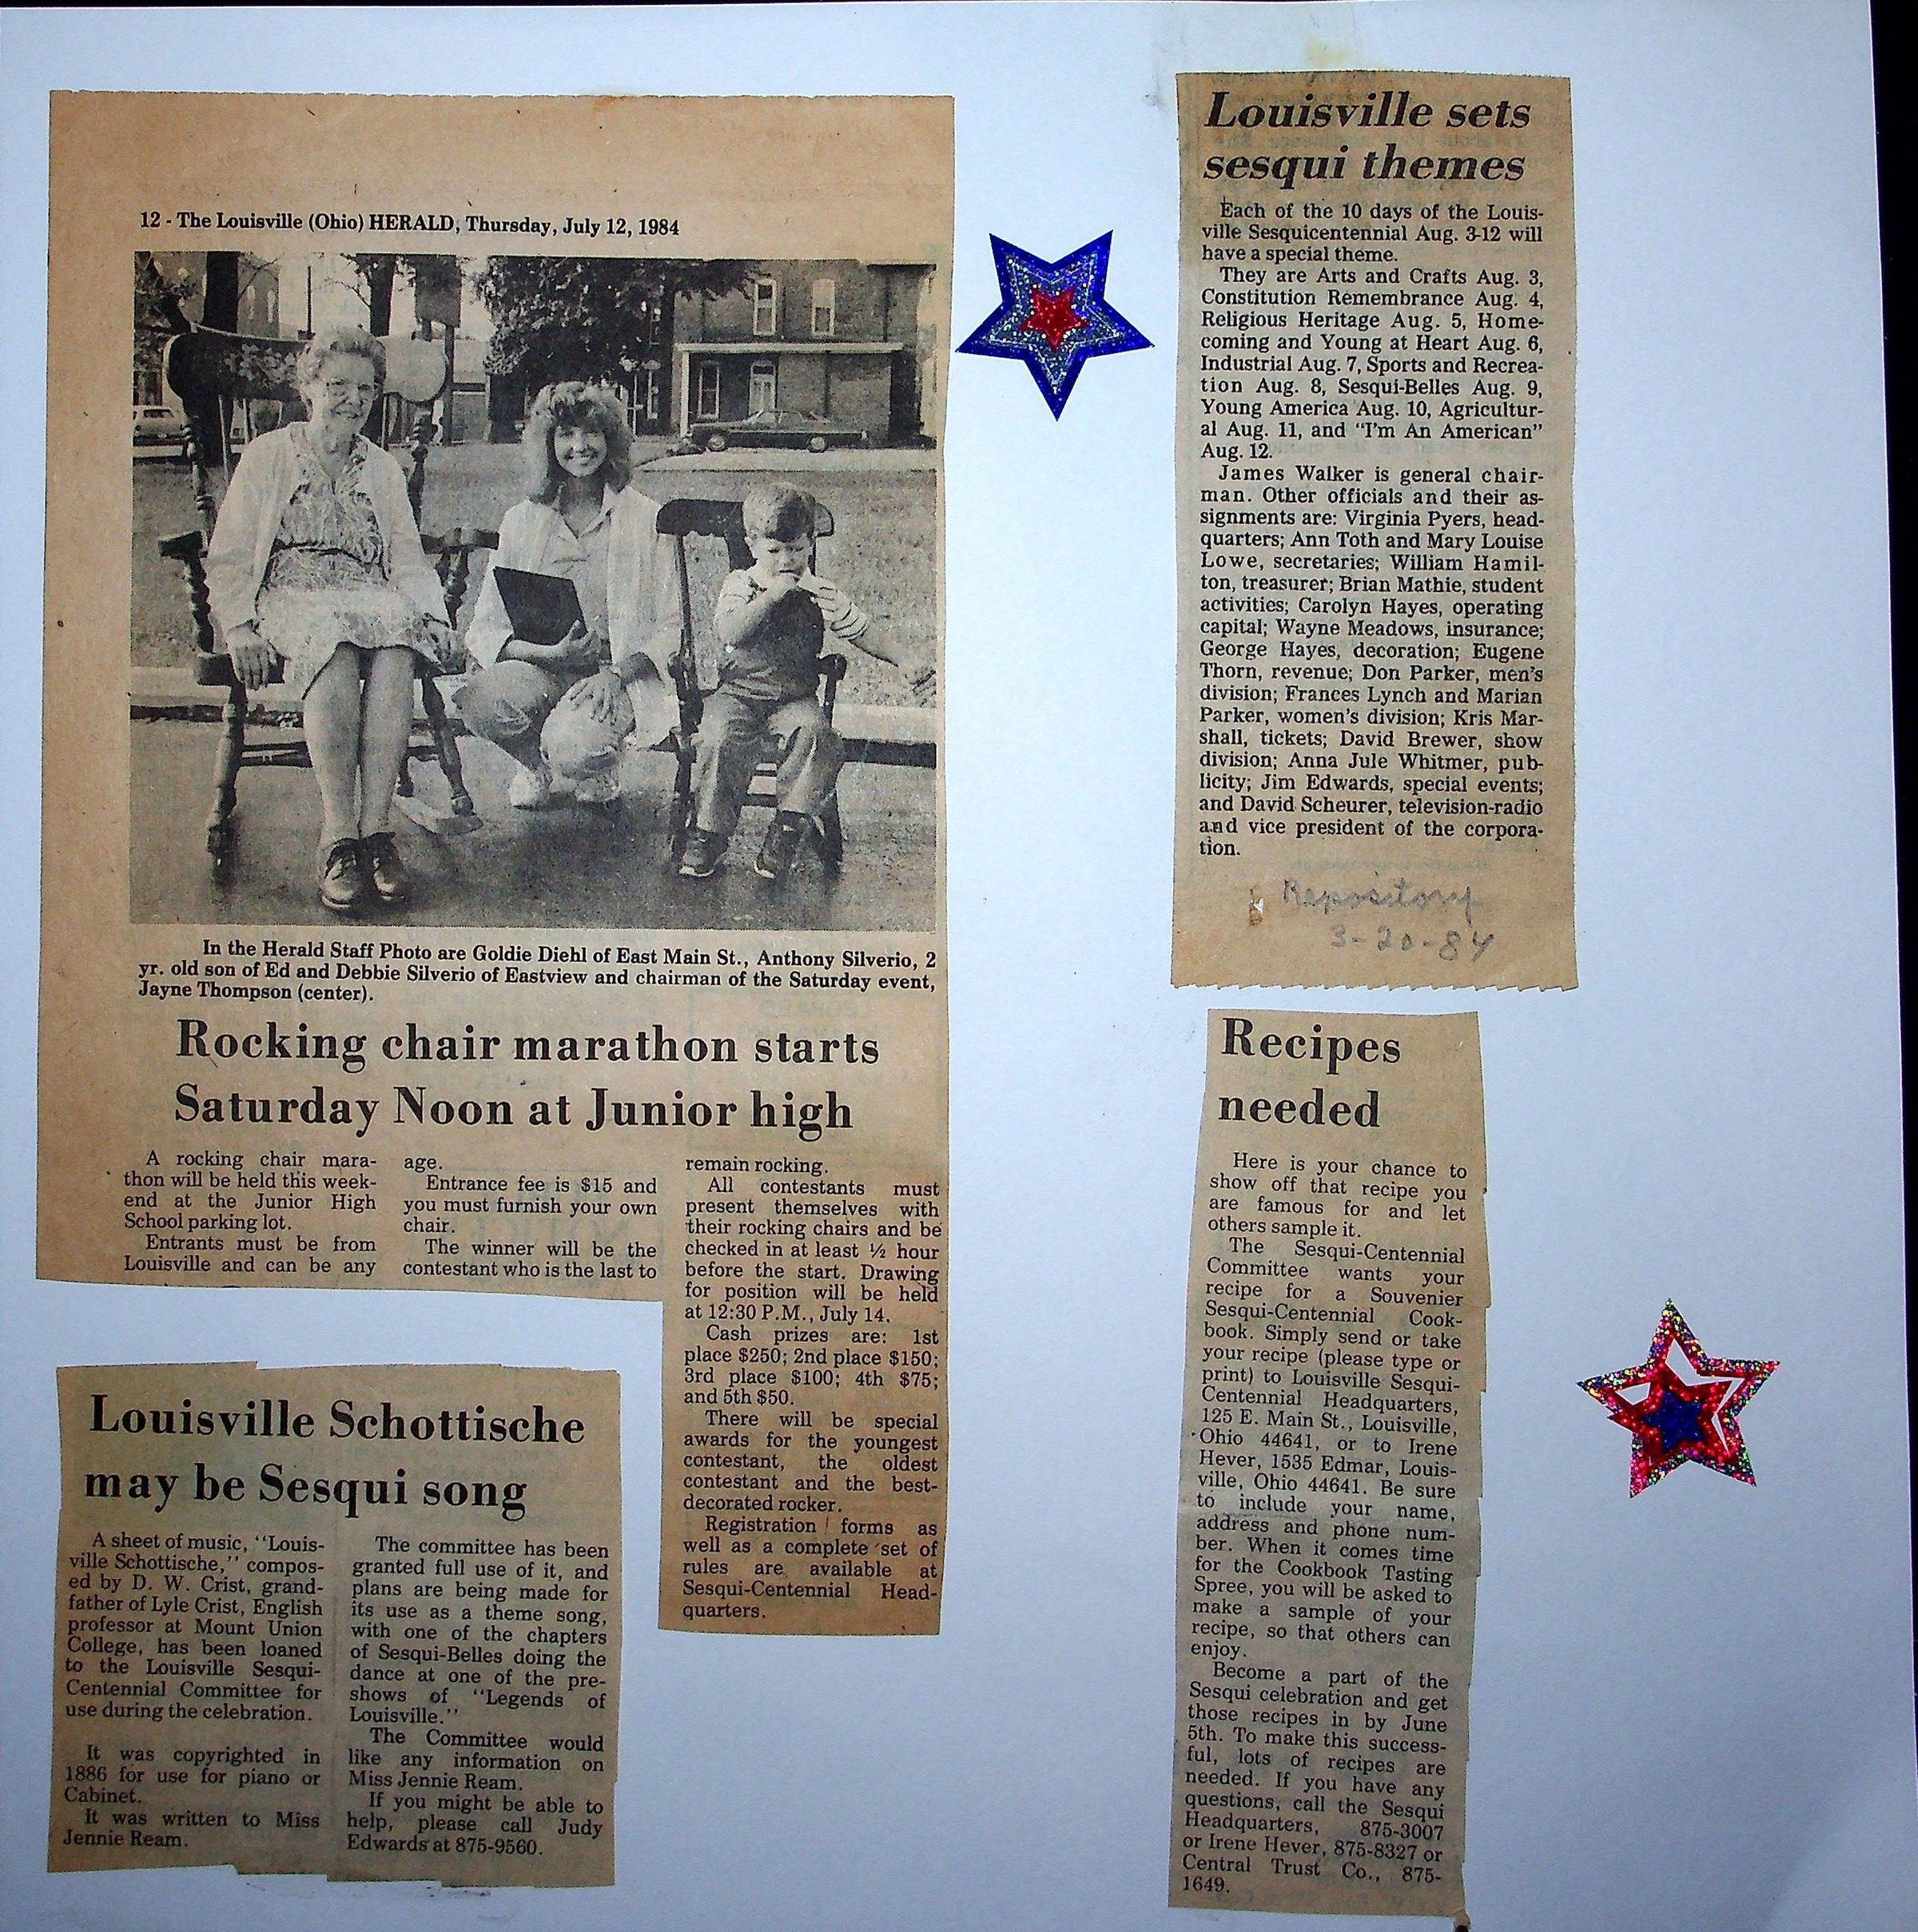 12 - The Louisville (Ohio) HERALD, Thursday, July 12, 1984
In the Herald Staff Photo are Goldie Diehl of East Main St., Anthony Silverio, 2
yr. old son of Ed and Debbie Silverio of Eastview and chairman of the Saturday event,
Jayne Thompson (center).
Rocking chair marathon starts
Saturday Noon at Junior high
A rocking chair mara-
thon will be held this week-
end at the Junior High
School parking lot.
Entrants must be from
Louisville and can be any
age.
Entrance fee is $15 and
you must furnish your own
chair.
The winner will be the
contestant who is the last to
remain rocking.
All contestants must
present themselves with
their rocking chairs and be
checked in at least ½ hour
before the start. Drawing
for position will be held
at 12:30 P.M., July 14.
Cash prizes are: 1st
place $250; 2nd place $150;
3rd place $100; 4th $75;
and 5th $50.
There will be special
awards for the youngest
contestant, the oldest
contestant and the best-
decorated rocker.
Registration forms as
well as a complete set of
rules are available at
Sesqui-Centennial Head-
quarters.
Louisville Schottische
may be Sesqui song
A sheet of music, "Louis-
ville Schottische," compos-
ed by D. W. Crist, grand-
father of Lyle Crist, English
professor at Mount Union
College, has been loaned
to the Louisville Sesqui-
Centennial Committee for
use during the celebration.
It was copyrighted in
1886 for use for piano or
Cabinet.
It was written to Miss
Jennie Ream.
The committee has been
granted full use of it, and
plans are being made for
its use as a theme song,
with one of the chapters
of Sesqui-Belles doing the
dance at one of the pre-
shows of "Legends of
Louisville."
The Committee would
like any information on
Miss Jennie Ream.
If you might be able to
help, please call Judy
Edwards at 875-9560.
Louisville sets
sesqui themes
Each of the 10 days of the Louis-
ville Sesquicentennial Aug. 3-12 will
have a special theme.
They are Arts and Crafts Aug. 3,
Constitution Remembrance Aug. 4,
Religious Heritage Aug. 5, Home-
coming and Young at Heart Aug. 6,
Industrial Aug. 7, Sports and Recrea-
tion Aug. 8, Sesqui-Belles Aug. 9,
Young America Aug. 10, Agricultur-
al Aug. 11, and "I'm An American"
Aug. 12.
James Walker is general chair-
man. Other officials and their as-
signments are: Virginia Pyers, head-
quarters; Ann Toth and Mary Louise
Lowe, secretaries; William Hamil-
ton, treasurer; Brian Mathie, student
activities; Carolyn Hayes, operating
capital; Wayne Meadows, insurance;
George Hayes, decoration; Eugene
Thorn, revenue; Don Parker, men's
division; Frances Lynch and Marian
Parker, women's division; Kris Mar-
shall, tickets; David Brewer, show
division; Anna Jule Whitmer, pub-
licity; Jim Edwards, special events;
and David Scheurer, television-radio
and vice president of the corpora-
tion.
Repository
3-20-84
Recipes
needed
Here is your chance to
show off that recipe you
are famous for and let
others sample it.
The Sesqui-Centennial
Committee wants your
recipe for a Souvenier
Sesqui-Centennial Cook-
book. Simply send or take
your recipe (please type or
print) to Louisville Sesqui-
Centennial Headquarters,
125 E. Main St., Louisville,
Ohio 44641, or to Irene
Hever, 1535 Edmar, Louis-
ville, Ohio 44641. Be sure
to include your name,
address and phone num-
ber. When it comes time
for the Cookbook Tasting
Spree, you will be asked to
make a sample of your
recipe, so that others can
enjoy.
Become a part of the
Sesqui celebration and get
those recipes in by June
5th. To make this success-
ful, lots of recipes are
needed. If you have any
questions, call the Sesqui
Headquarters, 875-3007
or Irene Hever, 875-8327 or
Central Trust Co., 875-
1649.